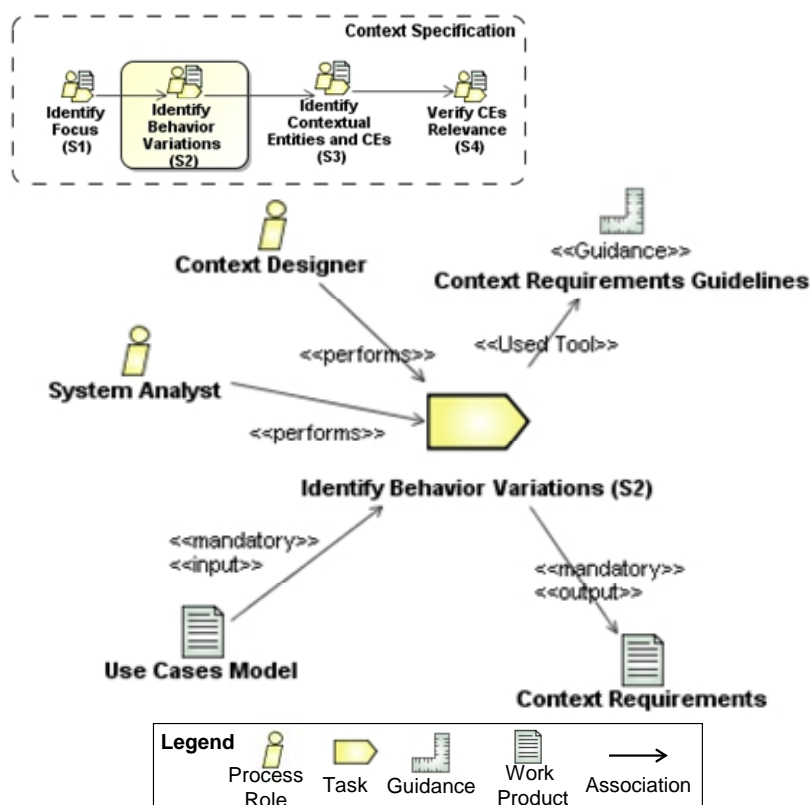 Context Specification
Identify
Focus
(S1)
Identify
Behavior
Variations
(S2)
Identify
Contextual
Entities and CEs
(S3)
Verify CEs
Relevance
(S4)
Context Designer
<<Guidance>>
Context Requirements Guidelines
<<performs>>
<<Used Tool>>
System Analyst
<<performs>>
Identify Behavior Variations (S2)
<<mandatory>>
<<input>>
<<mandatory>>
<<output>>
Use Cases Model
Context Requirements
Legend
Process
Role
Task
Guidance
Work
Product
Association